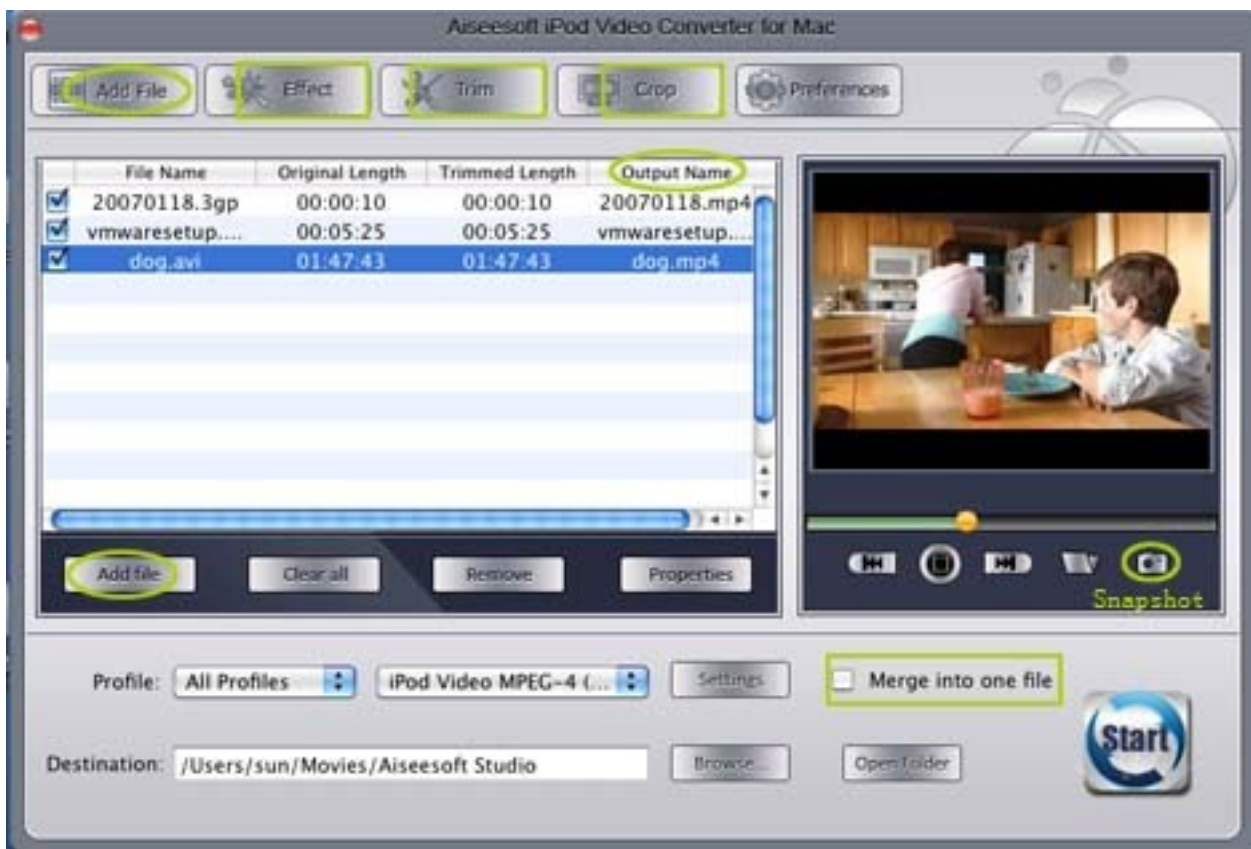 Aiseesoft iPod Video Converter for Mac
Add File Effect Trim Crop Preferences
File Name Original Length Trimmed Length Output Name
20070118.3gp 00:00:10 00:00:10 20070118.mp4
vmwaresetup.... 00:05:25 00:05:25 vmwaresetup....
dog.avi 01:47:43 01:47:43 dog.mp4
Add file Clear all Remove Properties
Snapshot
Profile: All Profiles iPod Video MPEG-4 (... Settings Merge into one file
Start
Destination: /Users/sun/Movies/Aiseesoft Studio Browse... Open Folder